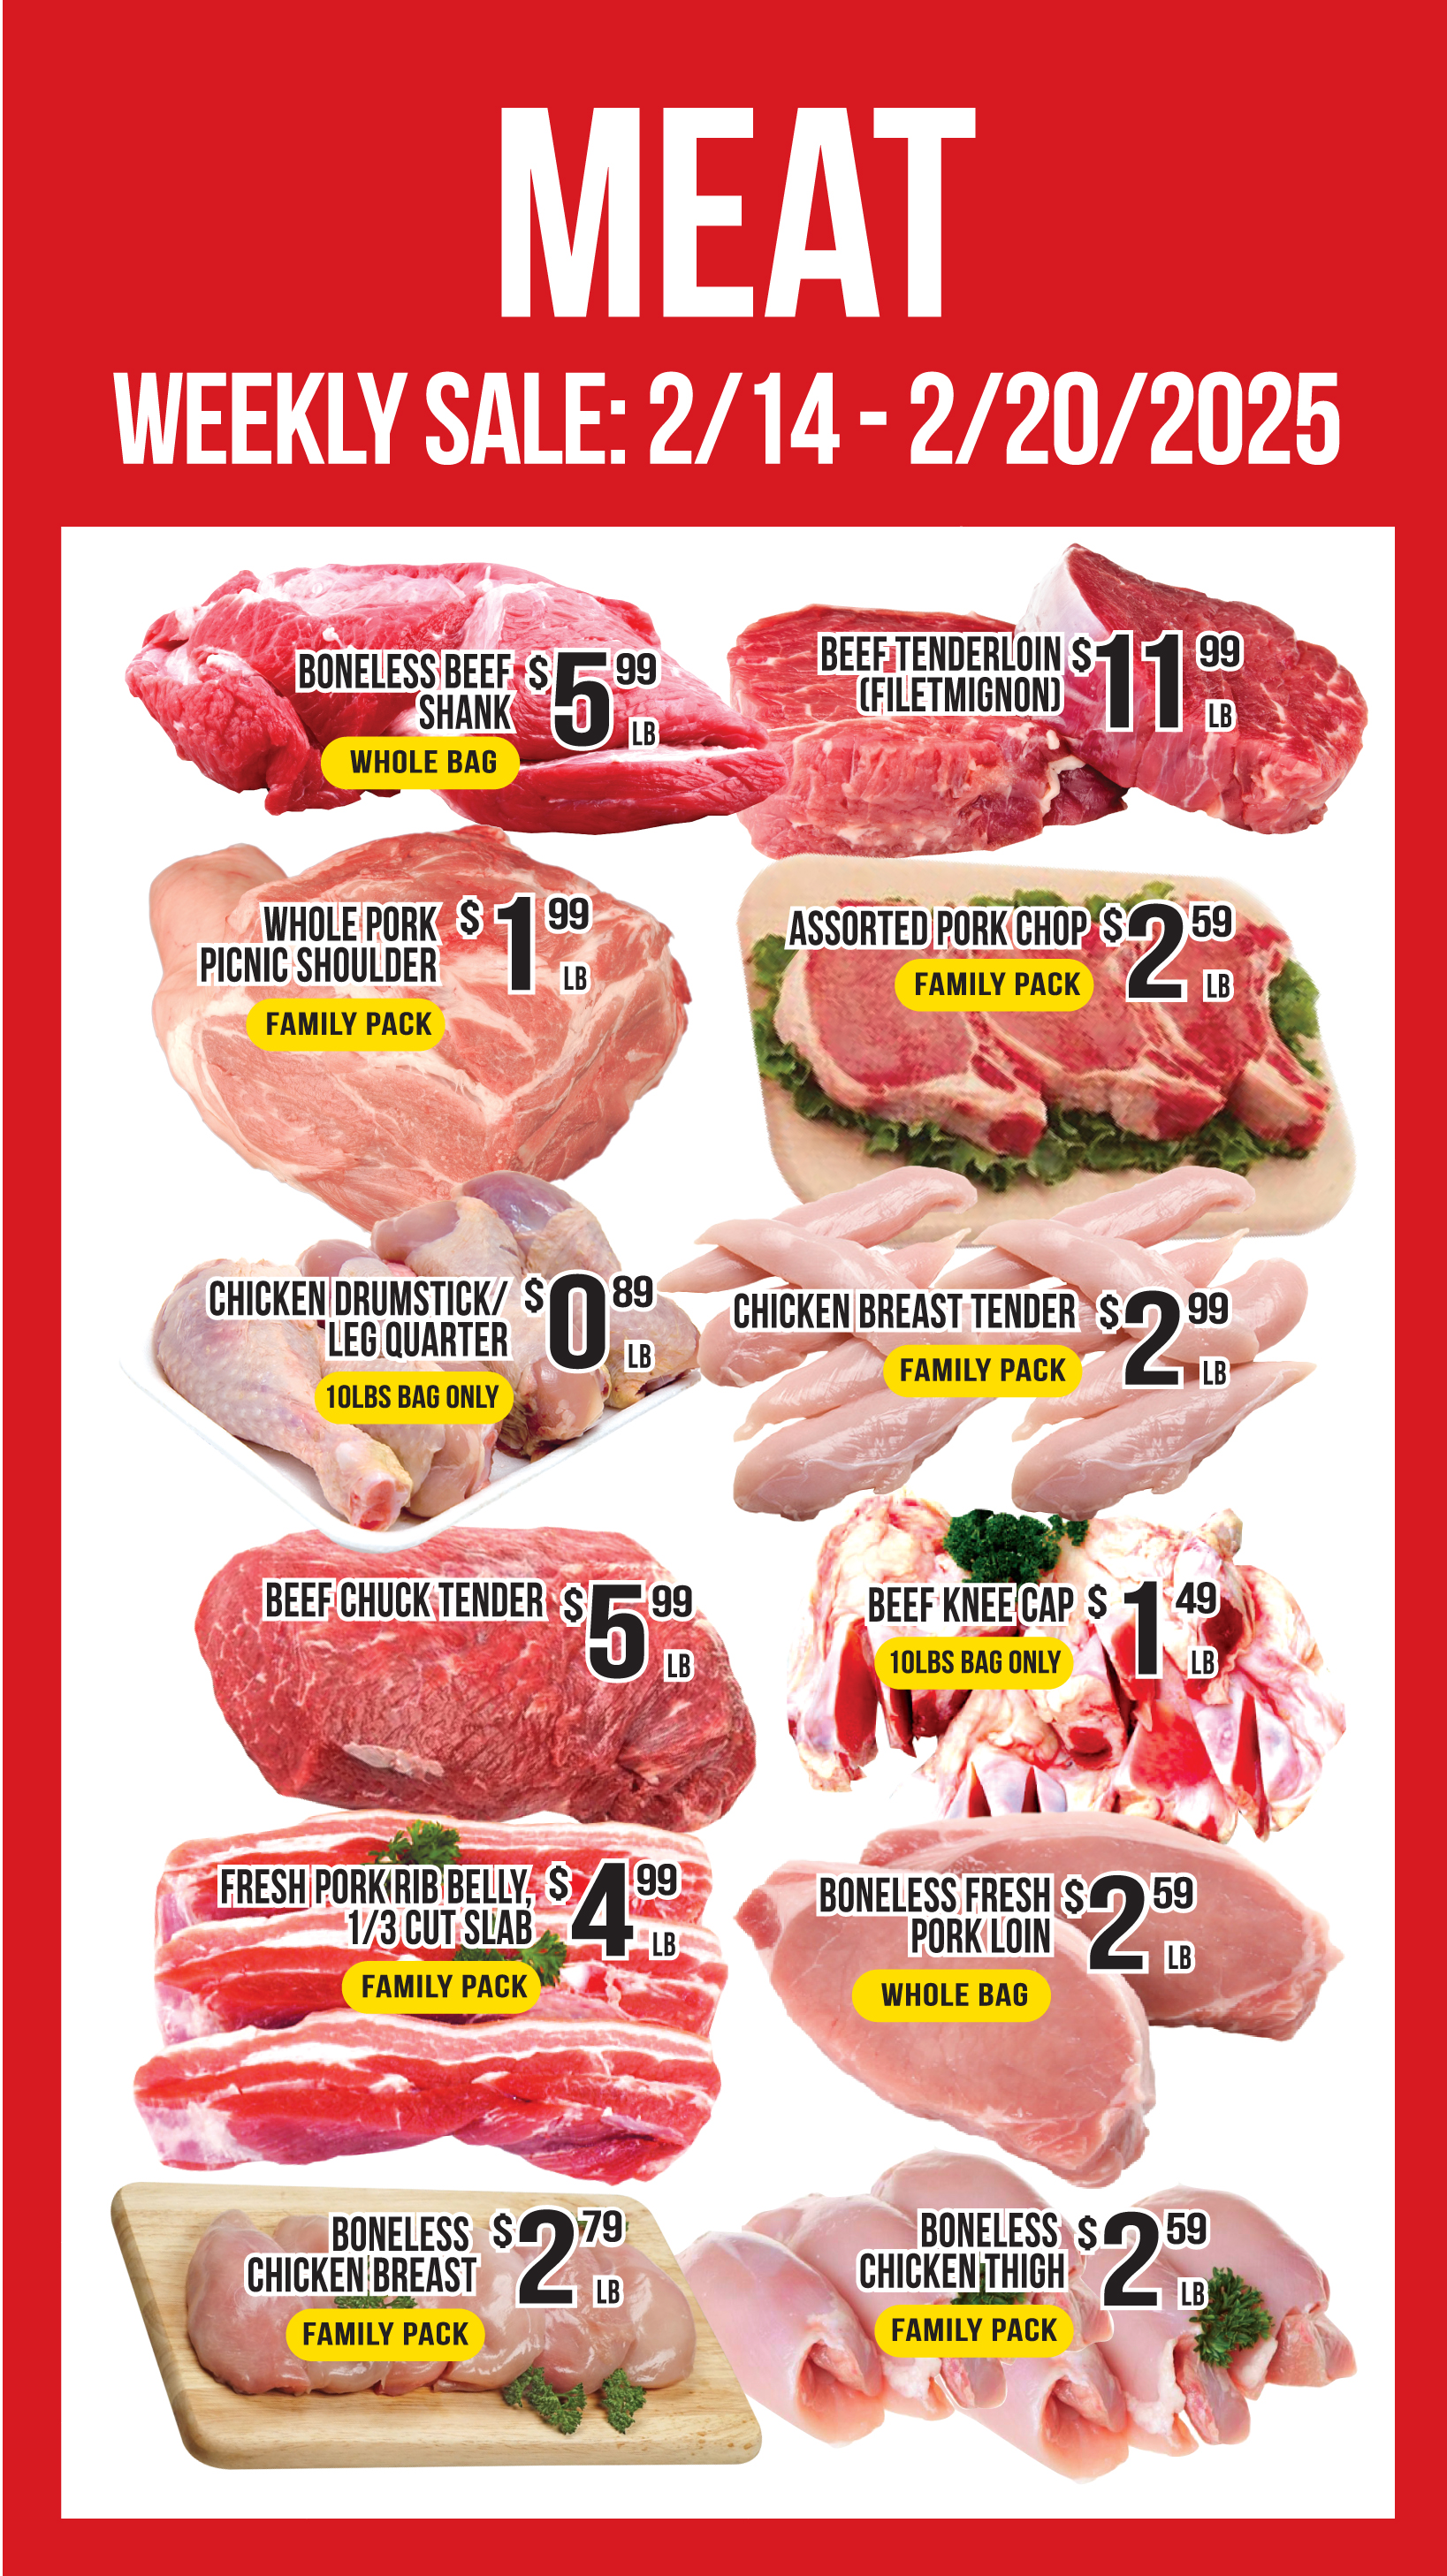 MEAT
WEEKLY SALE: 2/14 - 2/20/2025
BONELESS BEEF
SHANK
$5 99
LB
WHOLE BAG
BEEF TENDERLOIN
(FILETMIGNON)
$11 99
LB
WHOLE PORK
PICNIC SHOULDER
$1 99
LB
FAMILY PACK
ASSORTED PORK CHOP
$2 59
LB
FAMILY PACK
CHICKEN DRUMSTICK/
LEG QUARTER
$0 89
LB
10LBS BAG ONLY
CHICKEN BREAST TENDER
$2 99
LB
FAMILY PACK
BEEF CHUCK TENDER
$5 99
LB
BEEF KNEE CAP
$1 49
LB
10LBS BAG ONLY
FRESH PORK RIB BELLY,
1/3 CUT SLAB
$4 99
LB
FAMILY PACK
BONELESS FRESH
PORK LOIN
$2 59
LB
WHOLE BAG
BONELESS
CHICKEN BREAST
$2 79
LB
FAMILY PACK
BONELESS
CHICKEN THIGH
$2 59
LB
FAMILY PACK